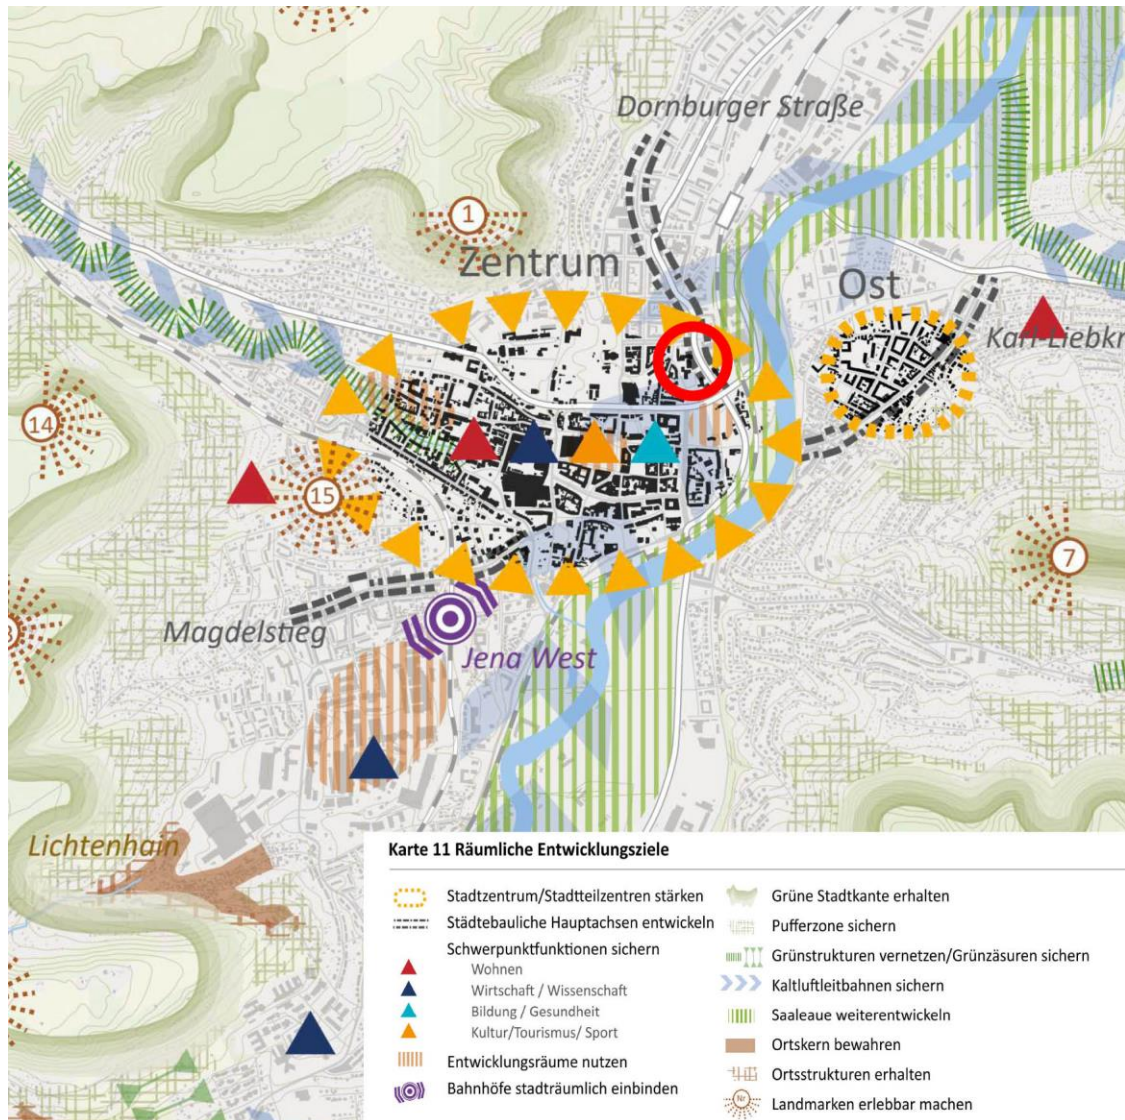 Dornburger Straße
1
Zentrum
Ost
Karl-Liebkr
14
15
7
Magdelstieg
Jena West
Lichtenhain
Karte 11 Räumliche Entwicklungsziele
Stadtzentrum/Stadtteilzentren stärken
Städtebauliche Hauptachsen entwickeln
Schwerpunktfunktionen sichern
Wohnen
Wirtschaft / Wissenschaft
Bildung / Gesundheit
Kultur/Tourismus/ Sport
Entwicklungsräume nutzen
Bahnhöfe stadträumlich einbinden
Grüne Stadtkante erhalten
Pufferzone sichern
Grünstrukturen vernetzen/Grünzäsuren sichern
Kaltluftleitbahnen sichern
Saaleaue weiterentwickeln
Ortskern bewahren
Ortsstrukturen erhalten
Nr
Landmarken erlebbar machen